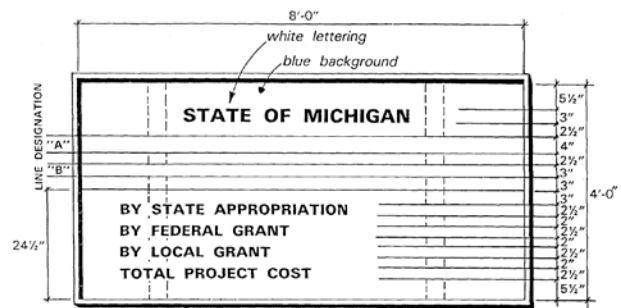 8'-0"
white lettering
blue background
STATE OF MICHIGAN
LINE DESIGNATION
"A"
"B"
5½"
3"
2½"
4"
2½"
3"
3"
3"
2½"
2"
2½"
2"
2½"
2"
2½"
5½"
4'-0"
24½"
BY STATE APPROPRIATION
BY FEDERAL GRANT
BY LOCAL GRANT
TOTAL PROJECT COST